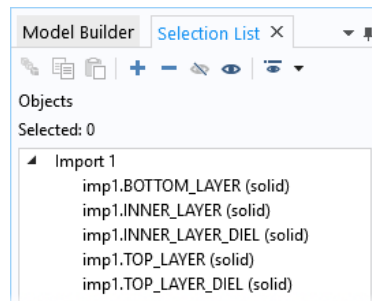 Model Builder Selection List
Objects
Selected: 0
Import 1
imp1.BOTTOM_LAYER (solid)
imp1.INNER_LAYER (solid)
imp1.INNER_LAYER_DIEL (solid)
imp1.TOP_LAYER (solid)
imp1.TOP_LAYER_DIEL (solid)